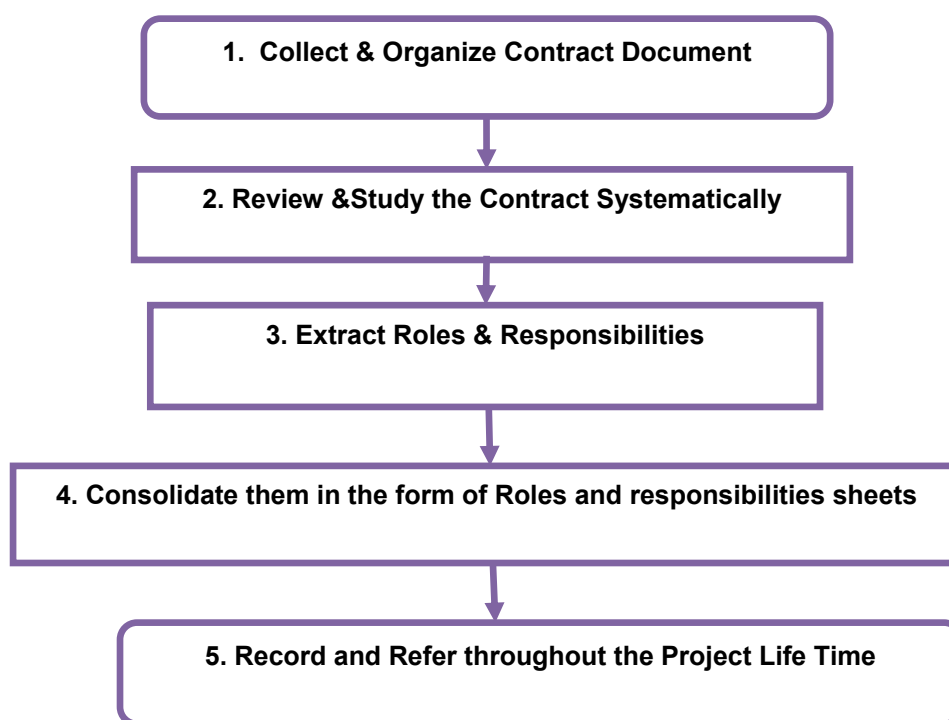 1. Collect & Organize Contract Document
2. Review &Study the Contract Systematically
3. Extract Roles & Responsibilities
4. Consolidate them in the form of Roles and responsibilities sheets
5. Record and Refer throughout the Project Life Time